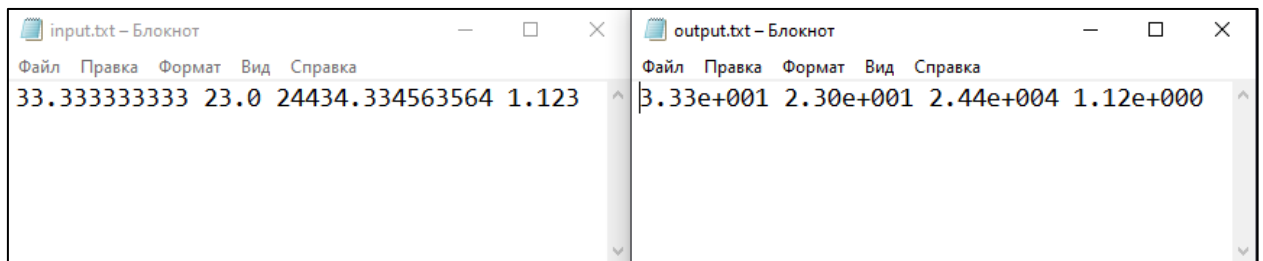 input.txt – Блокнот
Файл Правка Формат Вид Справка
33.333333333 23.0 24434.334563564 1.123
output.txt – Блокнот
Файл Правка Формат Вид Справка
3.33e+001 2.30e+001 2.44e+004 1.12e+000